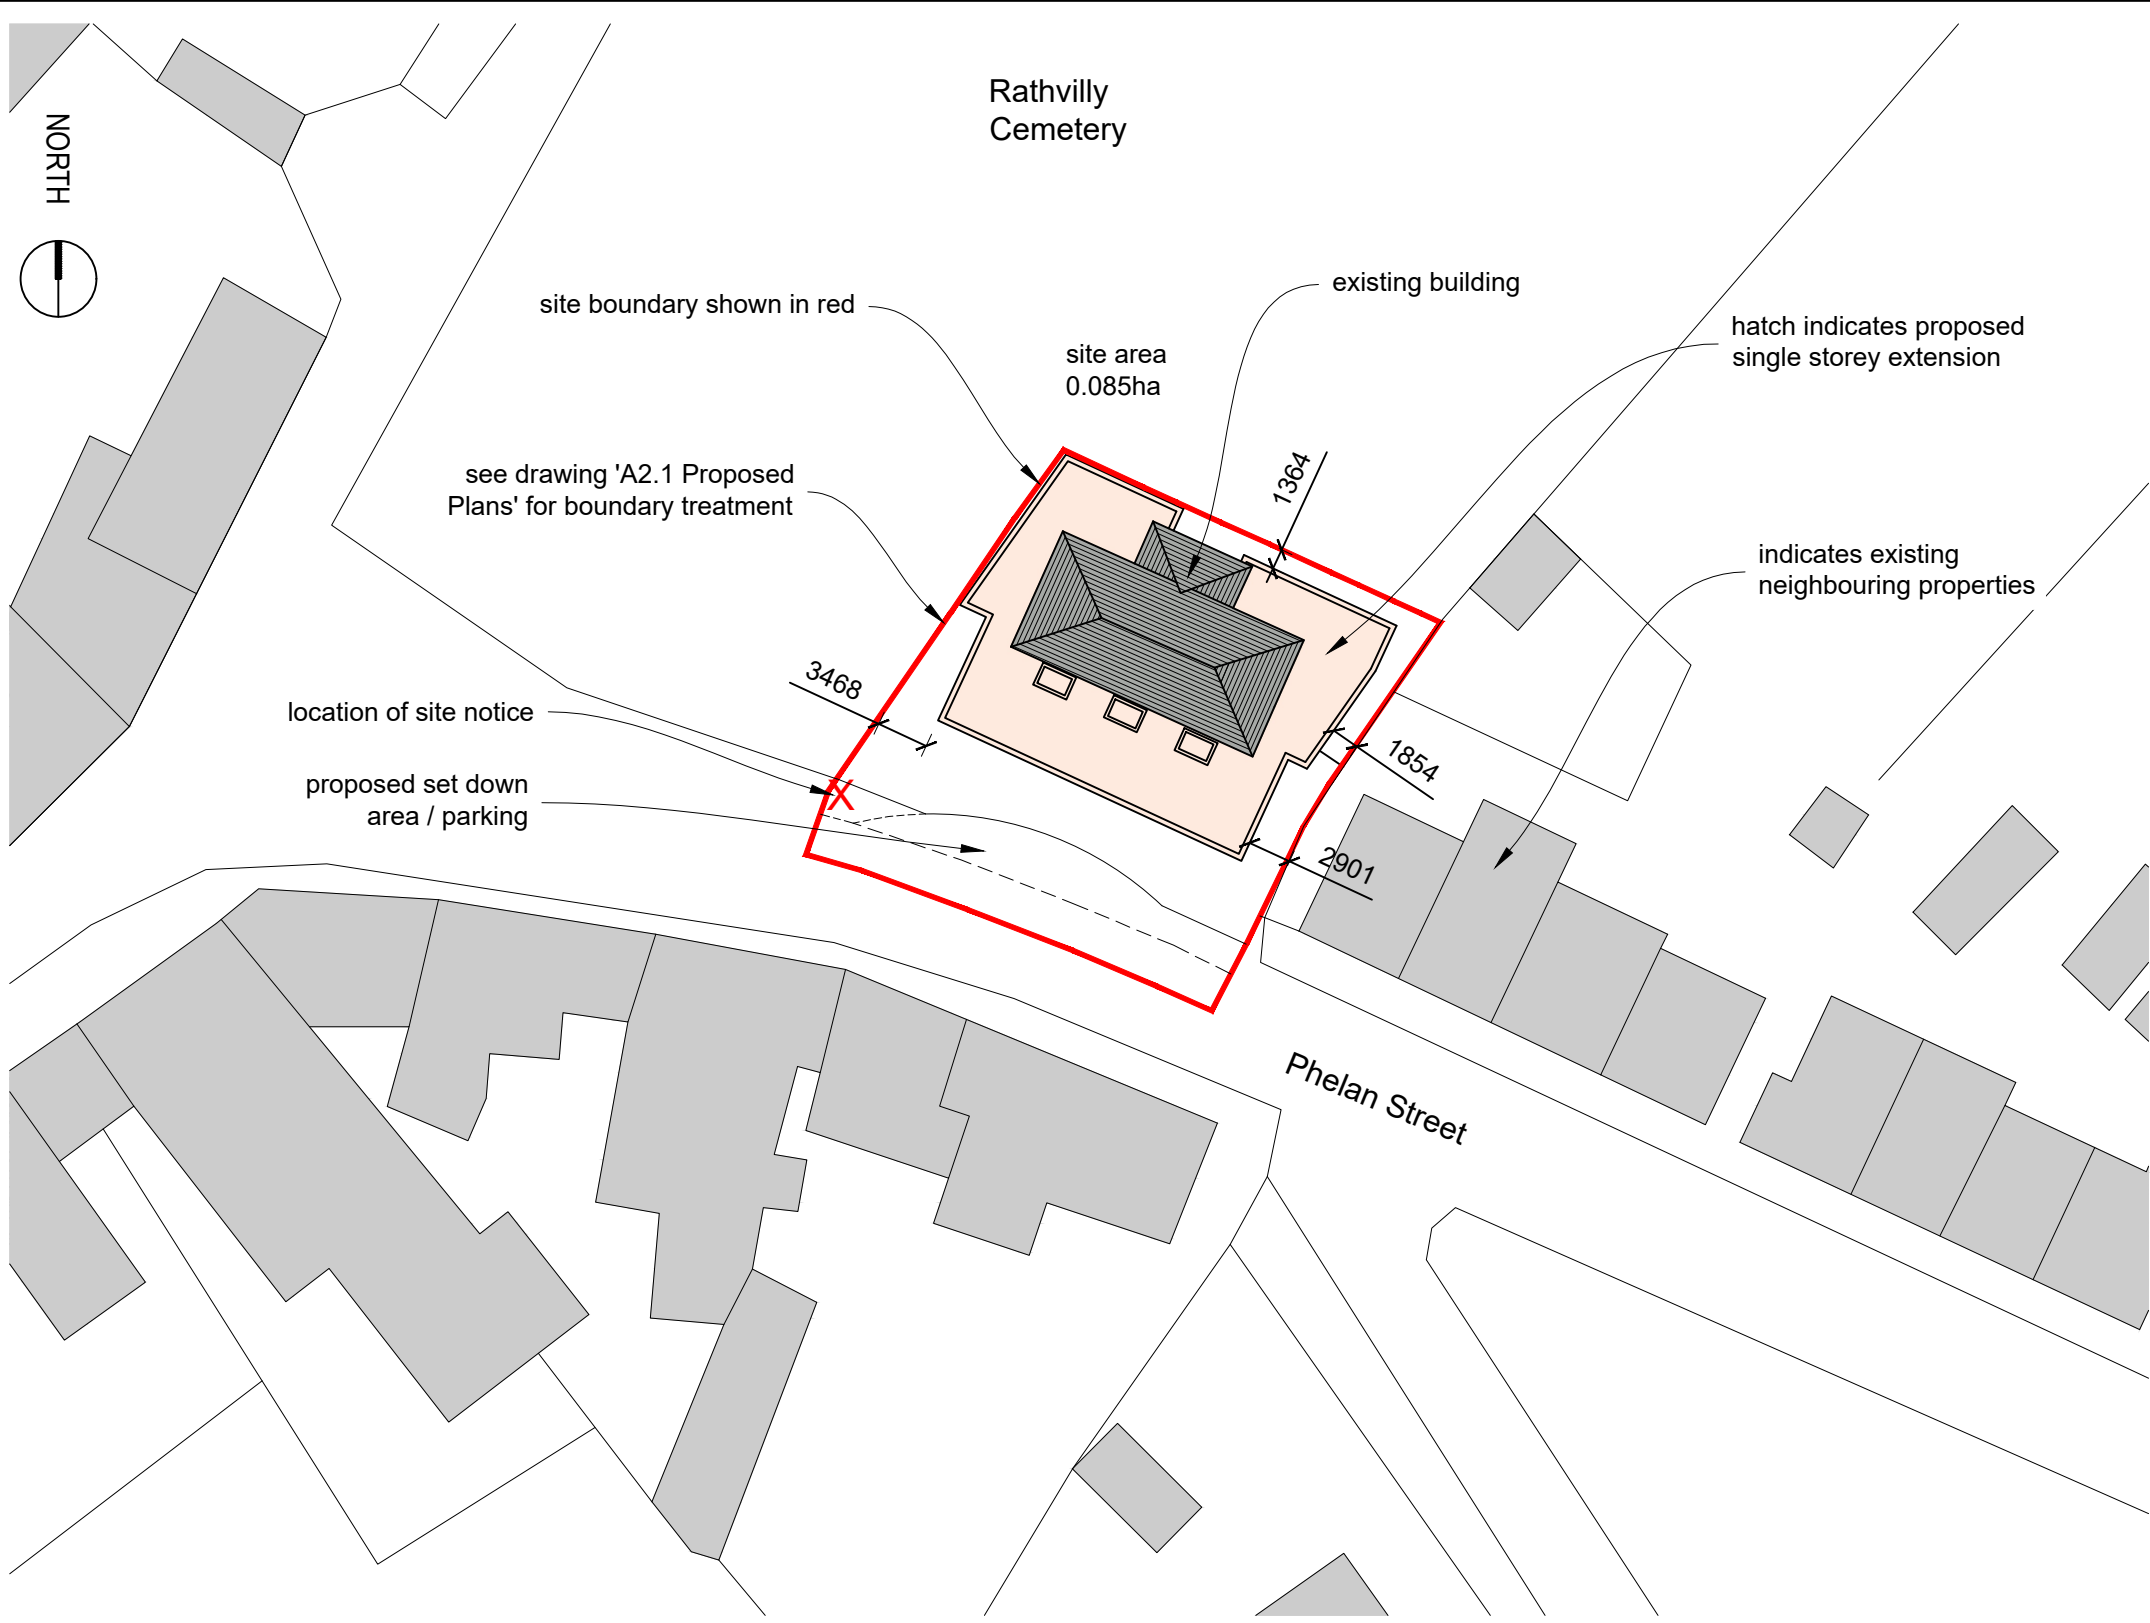 Rathvilly
Cemetery
NORTH
existing building
site boundary shown in red
hatch indicates proposed
single storey extension
site area
0.085ha
1364
see drawing 'A2.1 Proposed
Plans' for boundary treatment
indicates existing
neighbouring properties
3468
location of site notice
X
1854
proposed set down
area / parking
2901
Phelan Street